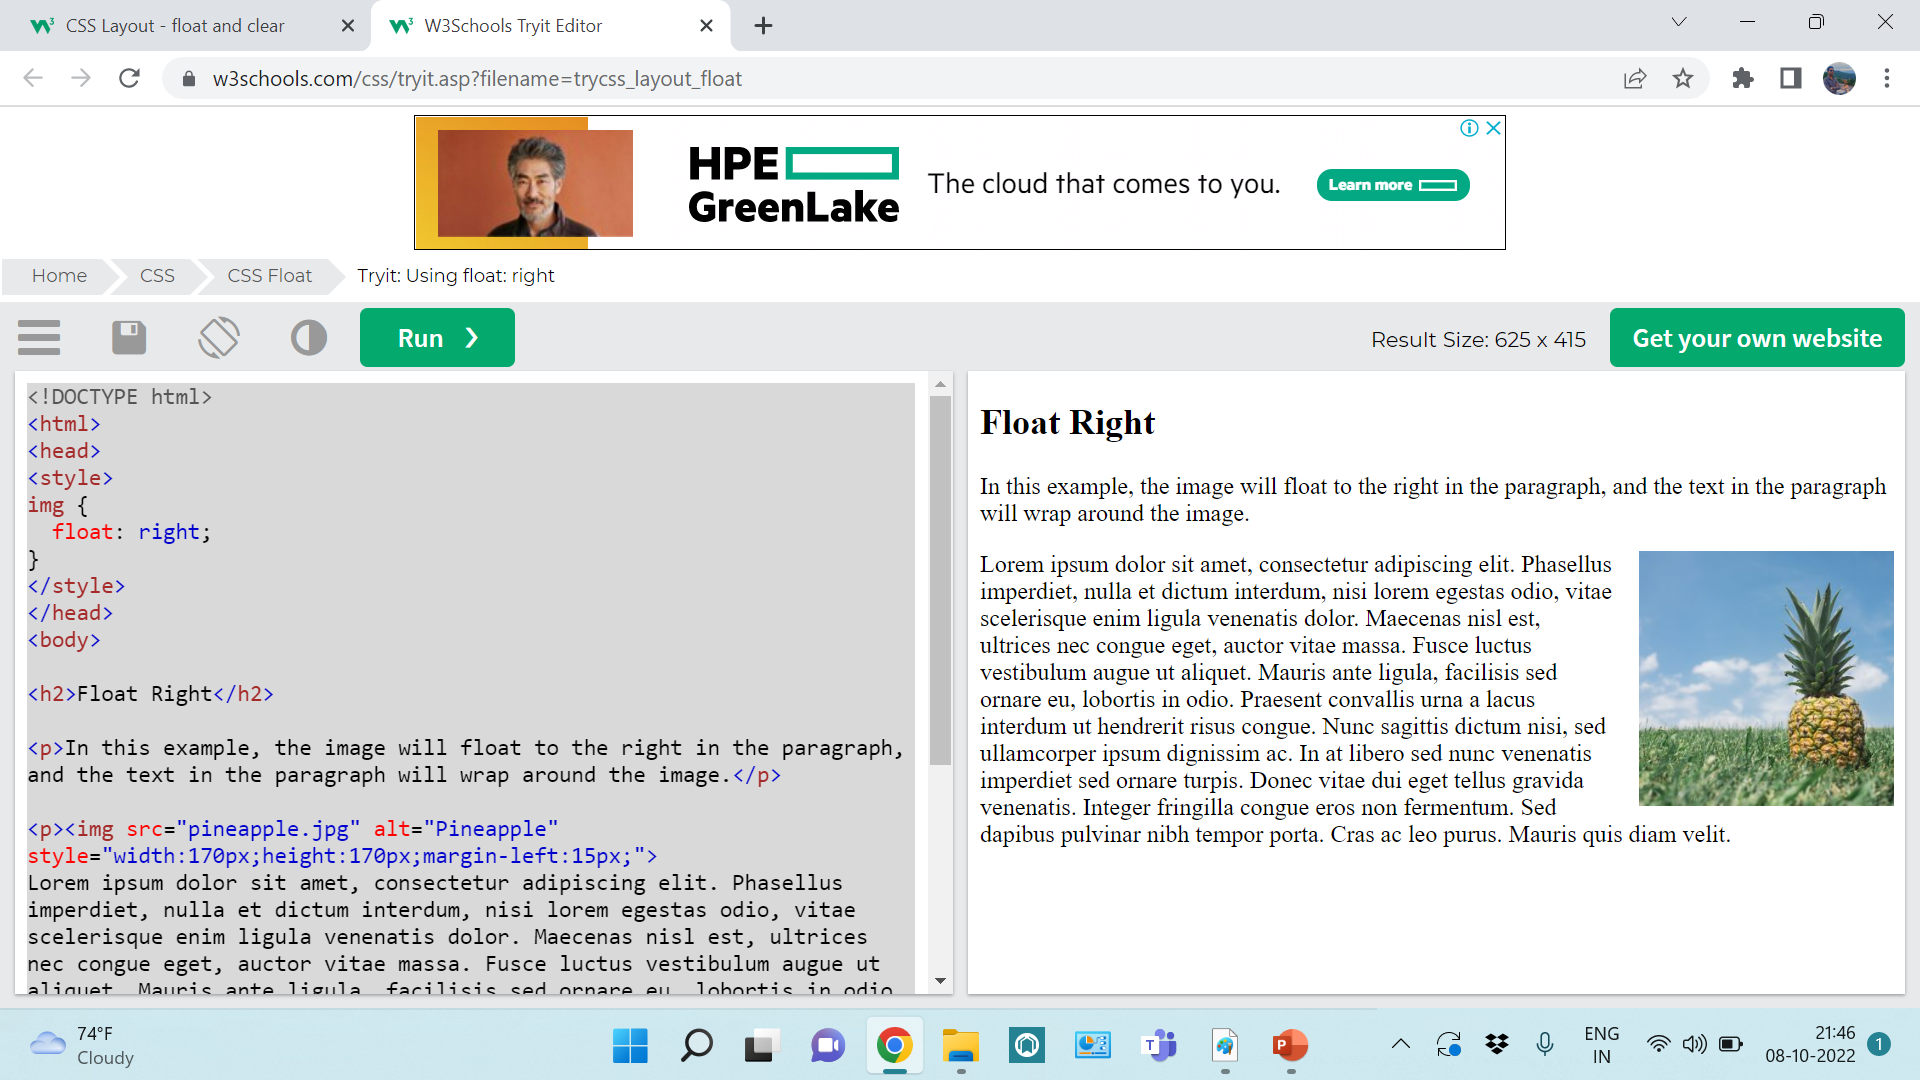 CSS Layout - float and clear
W3Schools Tryit Editor
w3schools.com/css/tryit.asp?filename=trycss_layout_float
HPE
GreenLake
The cloud that comes to you.
Learn more
Home
CSS
CSS Float
Tryit: Using float: right
Run ❯
Result Size: 625 x 415
Get your own website
<!DOCTYPE html>
<html>
<head>
<style>
img {
  float: right;
}
</style>
</head>
<body>
<h2>Float Right</h2>
<p>In this example, the image will float to the right in the paragraph,
and the text in the paragraph will wrap around the image.</p>
<p><img src="pineapple.jpg" alt="Pineapple"
style="width:170px;height:170px;margin-left:15px;">
Lorem ipsum dolor sit amet, consectetur adipiscing elit. Phasellus
imperdiet, nulla et dictum interdum, nisi lorem egestas odio, vitae
scelerisque enim ligula venenatis dolor. Maecenas nisl est, ultrices
nec congue eget, auctor vitae massa. Fusce luctus vestibulum augue ut
aliquet. Mauris ante ligula, facilisis sed ornare eu, lobortis in odio.
Float Right
In this example, the image will float to the right in the paragraph, and the text in the paragraph
will wrap around the image.
Lorem ipsum dolor sit amet, consectetur adipiscing elit. Phasellus
imperdiet, nulla et dictum interdum, nisi lorem egestas odio, vitae
scelerisque enim ligula venenatis dolor. Maecenas nisl est,
ultrices nec congue eget, auctor vitae massa. Fusce luctus
vestibulum augue ut aliquet. Mauris ante ligula, facilisis sed
ornare eu, lobortis in odio. Praesent convallis urna a lacus
interdum ut hendrerit risus congue. Nunc sagittis dictum nisi, sed
ullamcorper ipsum dignissim ac. In at libero sed nunc venenatis
imperdiet sed ornare turpis. Donec vitae dui eget tellus gravida
venenatis. Integer fringilla congue eros non fermentum. Sed
dapibus pulvinar nibh tempor porta. Cras ac leo purus. Mauris quis diam velit.
74°F
Cloudy
ENG
IN
21:46
08-10-2022
1